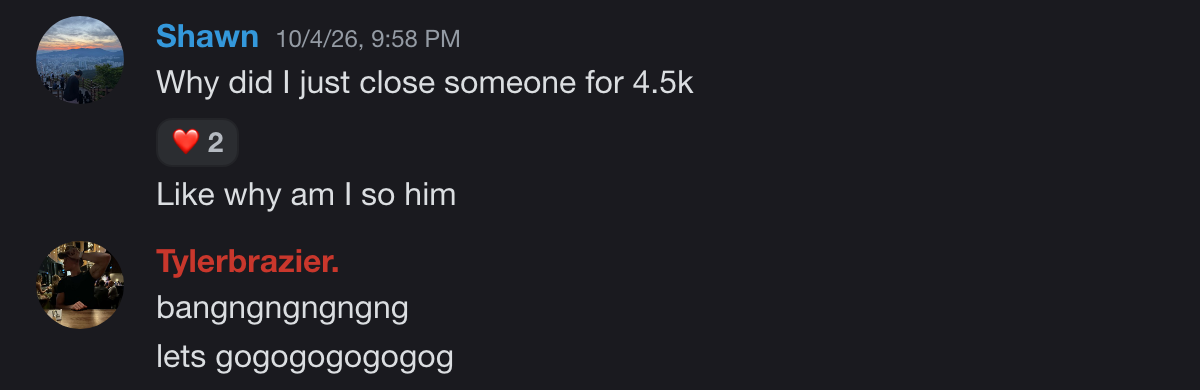 Shawn 10/4/26, 9:58 PM
Why did I just close someone for 4.5k
❤️ 2
Like why am I so him
Tylerbrazier.
bangngngngngng
lets gogogogogogog